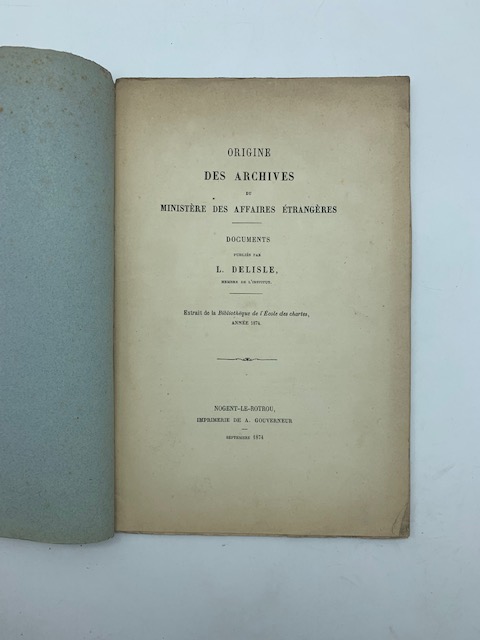 ORIGINE
DES ARCHIVES
DU
MINISTÈRE DES AFFAIRES ÉTRANGÈRES
DOCUMENTS
PUBLIÉS PAR
L. DELISLE,
MEMBRE DE L'INSTITUT.
Extrait de la Bibliothèque de l'École des chartes,
ANNÉE 1874.
NOGENT-LE-ROTROU,
IMPRIMERIE DE A. GOUVERNEUR
SEPTEMBRE 1874